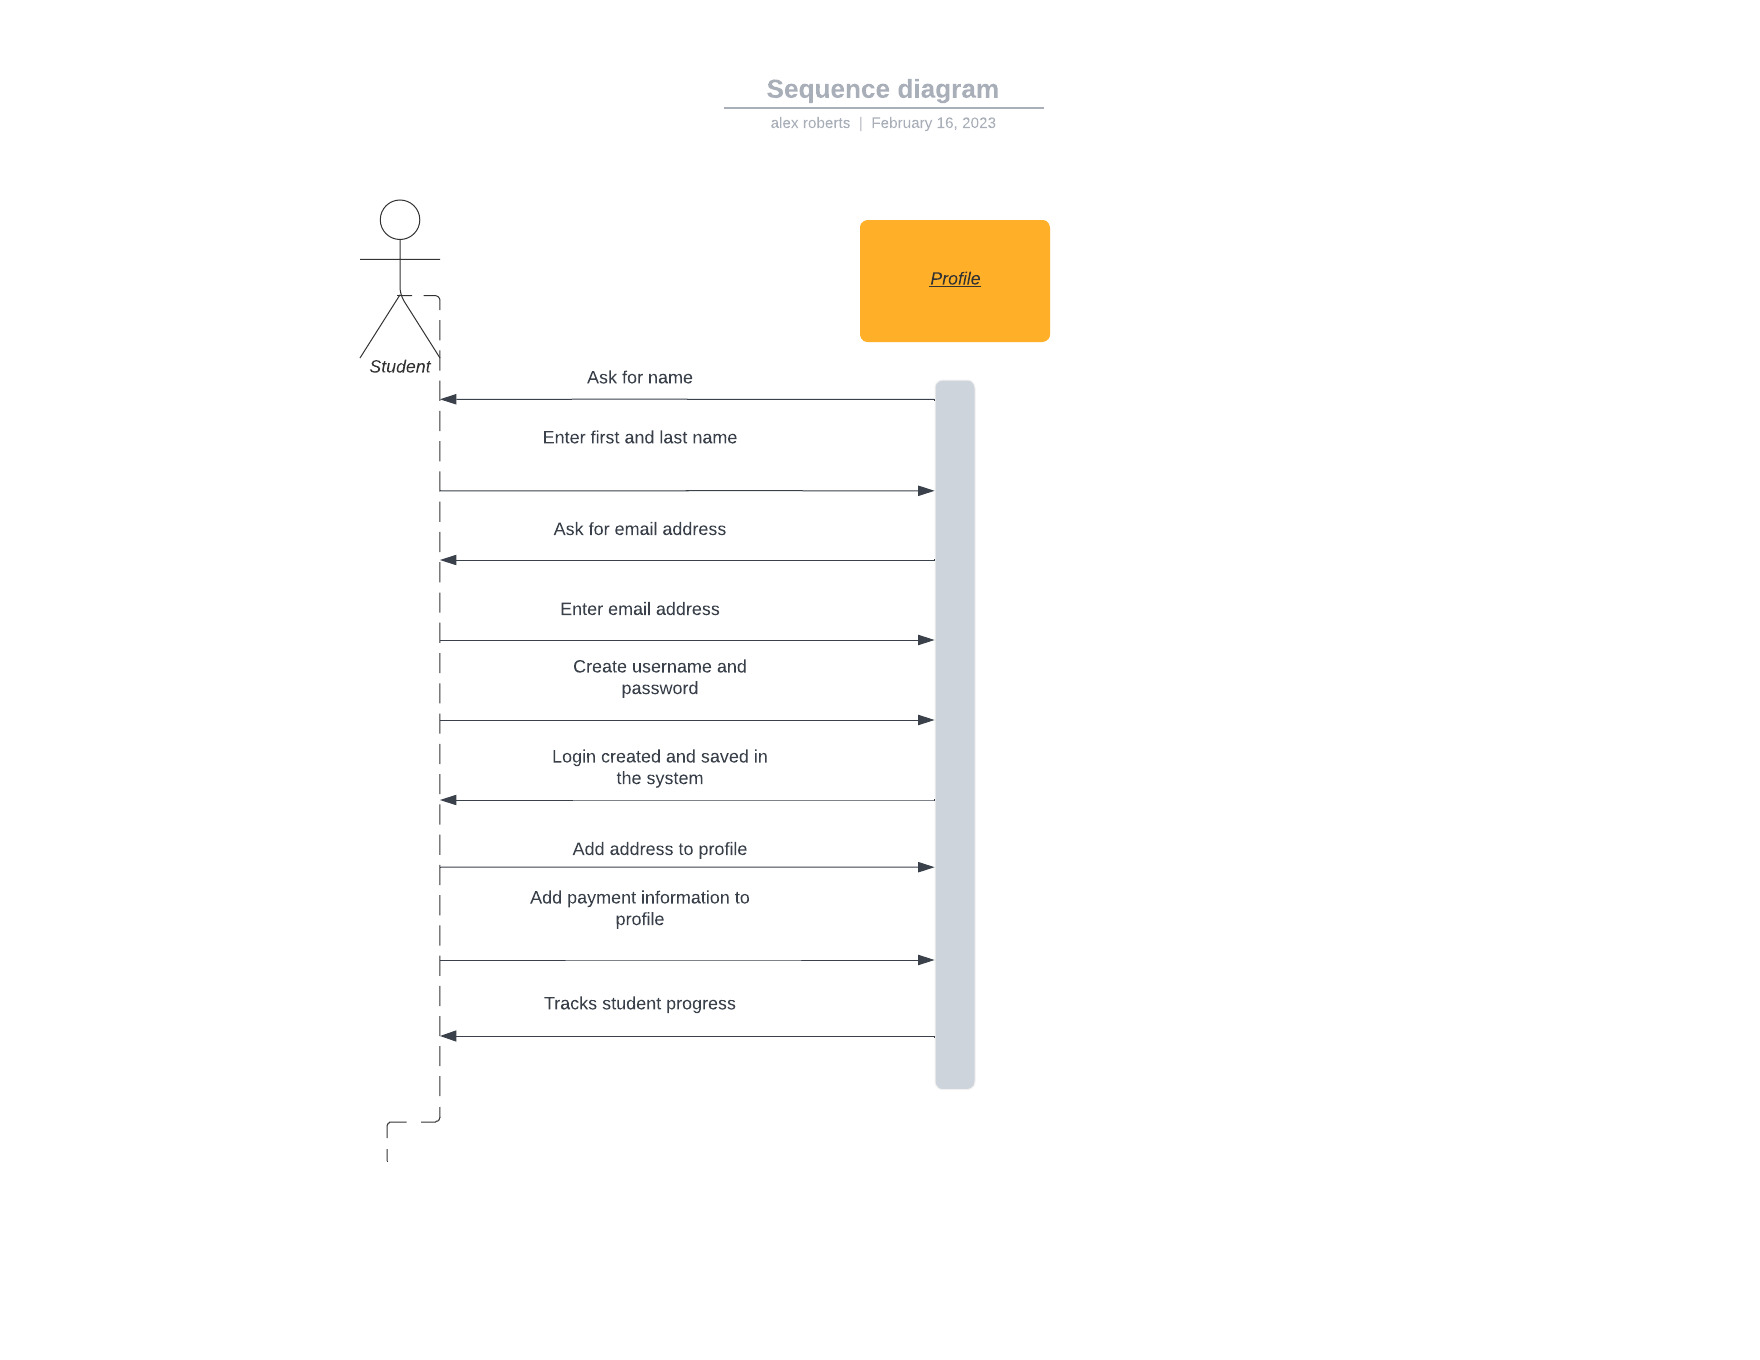 Sequence diagram
alex roberts | February 16, 2023
Profile
Student
Ask for name
Enter first and last name
Ask for email address
Enter email address
Create username and
password
Login created and saved in
the system
Add address to profile
Add payment information to
profile
Tracks student progress